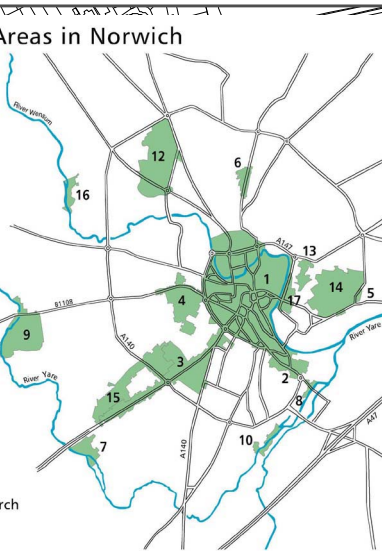 Areas in Norwich
River Wensum
12
6
16
A147
13
1
14
5
17
4
B1108
9
River Yare
A140
3
2
River Yare
8
15
10
A47
7
A140
rch